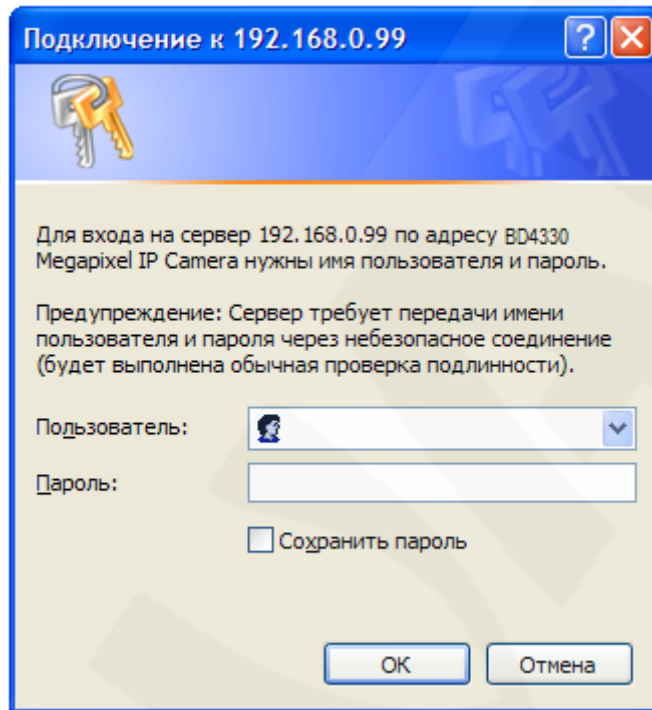 Подключение к 192.168.0.99
Для входа на сервер 192.168.0.99 по адресу BD4330
Megapixel IP Camera нужны имя пользователя и пароль.
Предупреждение: Сервер требует передачи имени
пользователя и пароля через небезопасное соединение
(будет выполнена обычная проверка подлинности).
Пользователь:
Пароль:
Сохранить пароль
ОК
Отмена